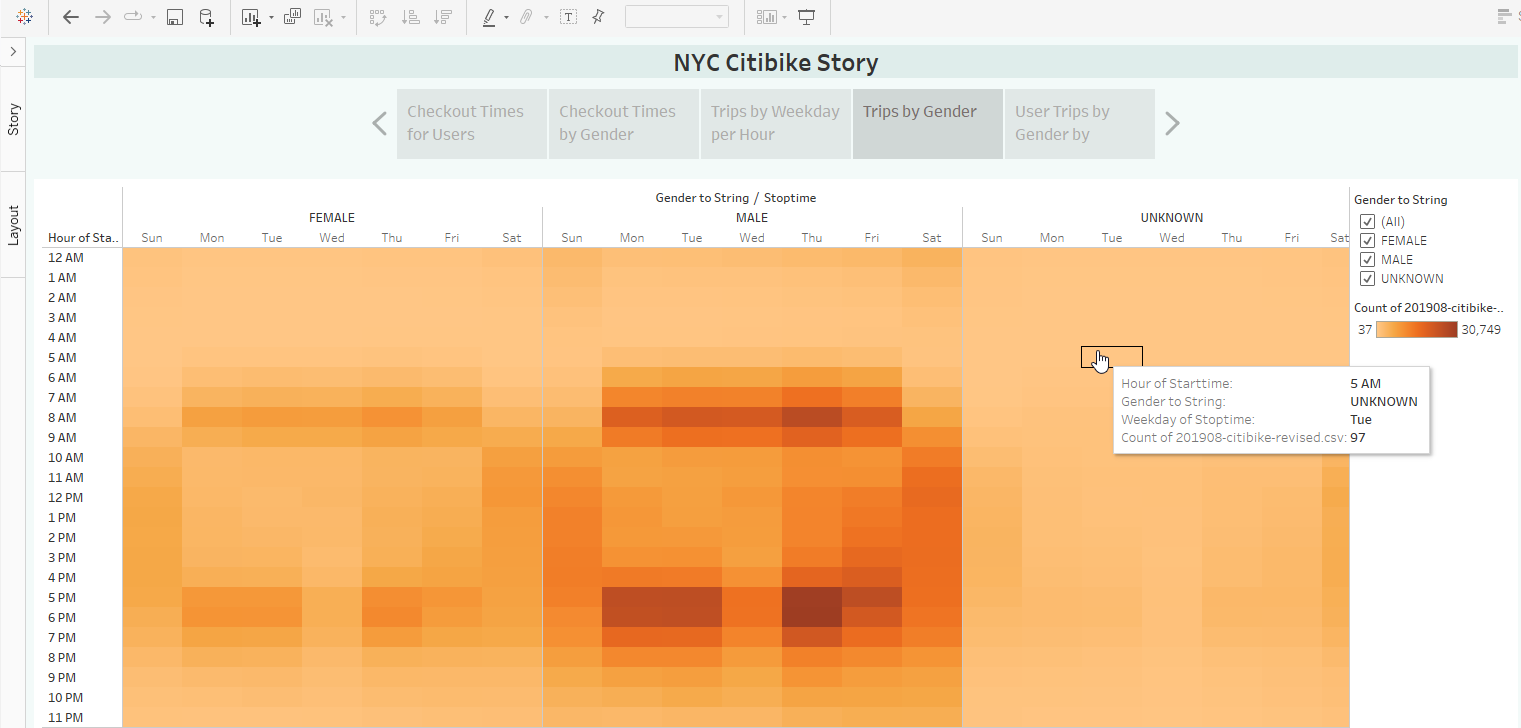 NYC Citibike Story
Story
Layout
Checkout Times
for Users
Checkout Times
by Gender
Trips by Weekday
per Hour
Trips by Gender
User Trips by
Gender by
Gender to String / Stoptime
FEMALE MALE UNKNOWN
Hour of Sta.. Sun Mon Tue Wed Thu Fri Sat Sun Mon Tue Wed Thu Fri Sat Sun Mon Tue Wed Thu Fri Sat
12 AM
1 AM
2 AM
3 AM
4 AM
5 AM
6 AM
7 AM
8 AM
9 AM
10 AM
11 AM
12 PM
1 PM
2 PM
3 PM
4 PM
5 PM
6 PM
7 PM
8 PM
9 PM
10 PM
11 PM
Gender to String
(All)
FEMALE
MALE
UNKNOWN
Count of 201908-citibike-..
37 30,749
Hour of Starttime: 5 AM
Gender to String: UNKNOWN
Weekday of Stoptime: Tue
Count of 201908-citibike-revised.csv: 97